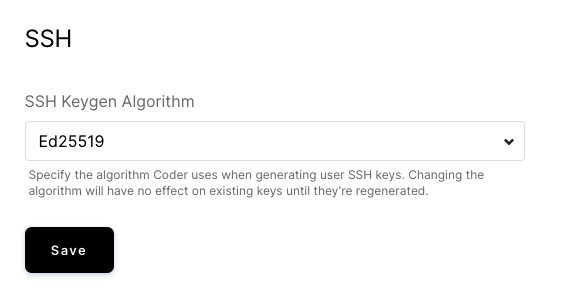 SSH
SSH Keygen Algorithm
Ed25519
Specify the algorithm Coder uses when generating user SSH keys. Changing the
algorithm will have no effect on existing keys until they're regenerated.
Save